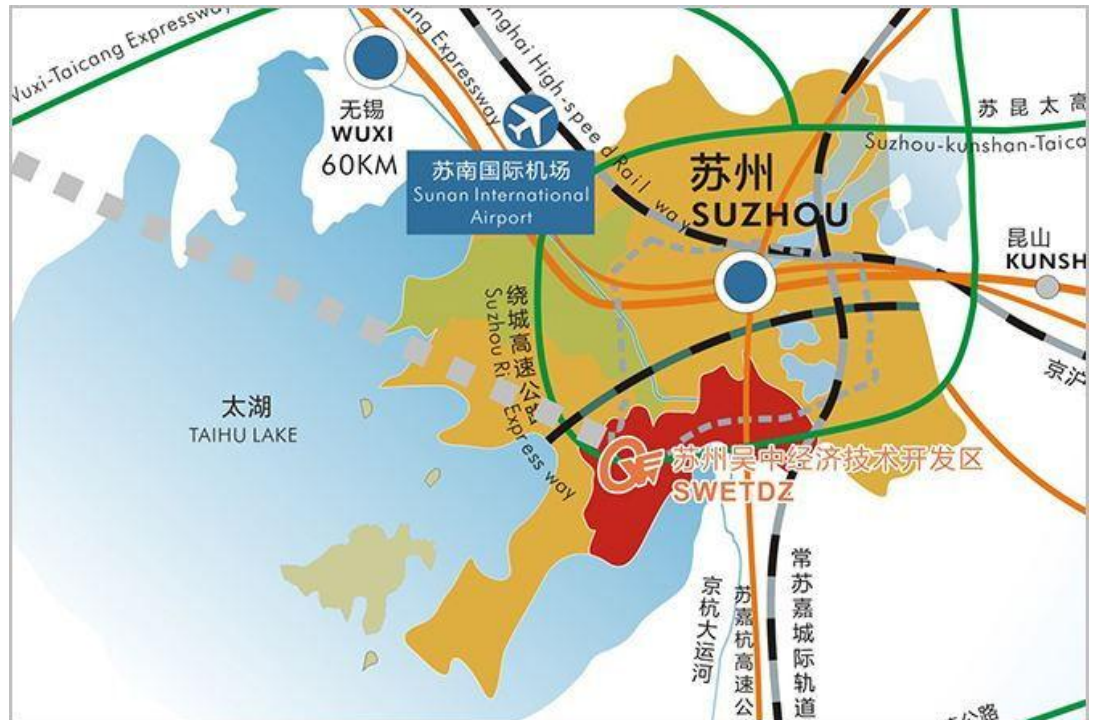 Wuxi-Taicang Expressway
ang Expressway
anghai High-speed Rail way
无锡
WUXI
60KM
苏南国际机场
Sunan International
Airport
苏州
SUZHOU
苏昆太高
Suzhou-kunshan-Taica
昆山
KUNSH
京沪
绕城高速公
Suzhou Ri
Express way
太湖
TAIHU LAKE
苏州吴中经济技术开发区
SWETDZ
京杭大运河
苏嘉杭高速公
常苏嘉城际轨道
公路